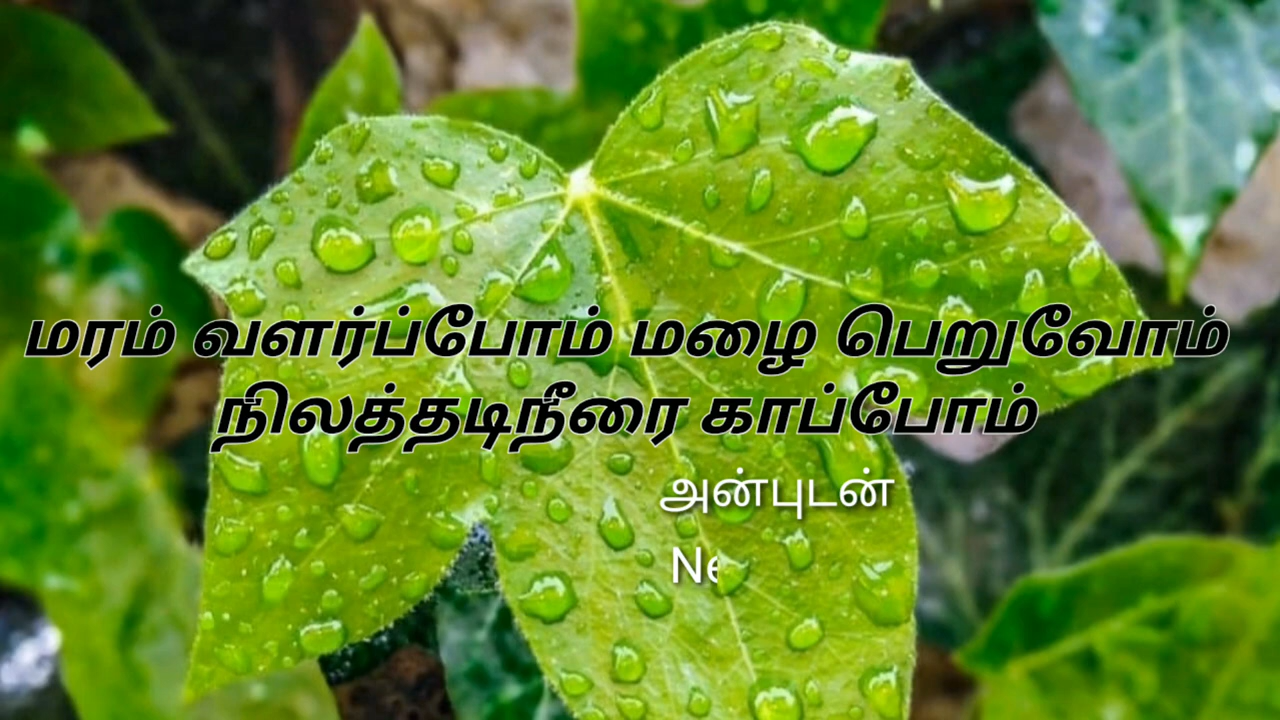 மரம் வளர்ப்போம் மழை பெறுவோம்
நிலத்தடிநீரை காப்போம்
அன்புடன்